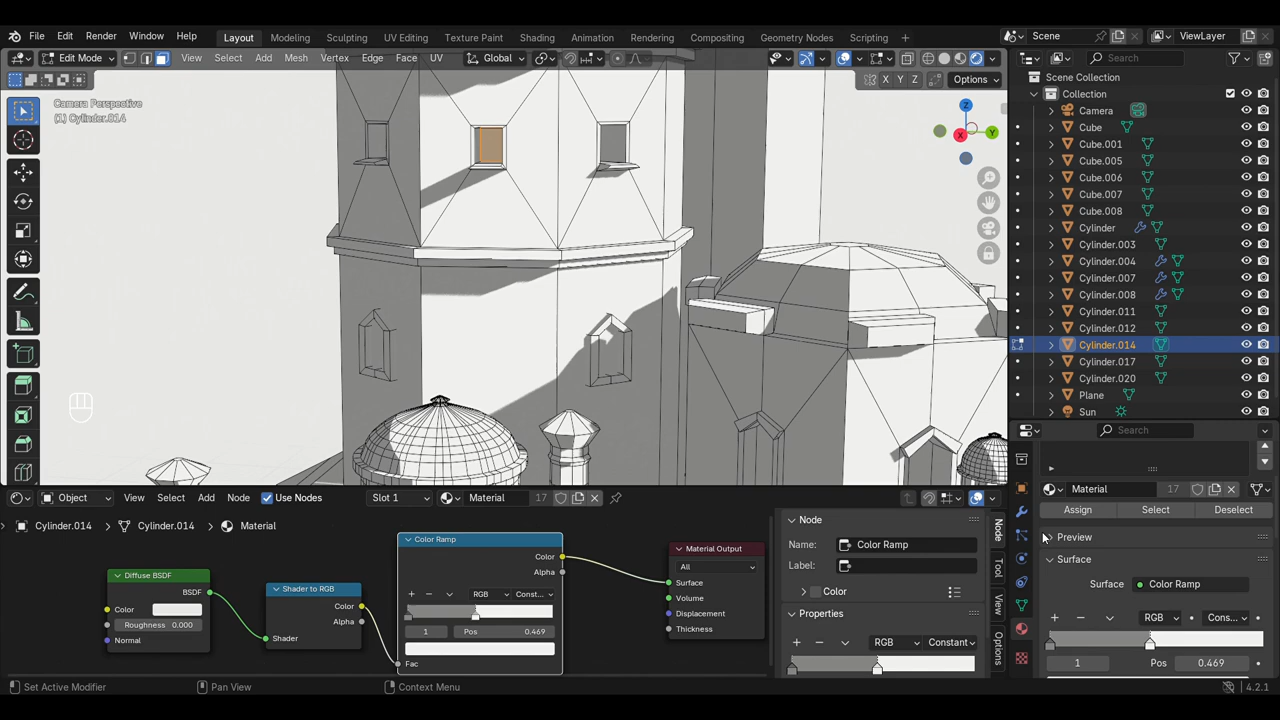 File Edit Render Window Help Layout Modeling Sculpting UV Editing Texture Paint Shading Animation Rendering Compositing Geometry Nodes Scripting + Scene ViewLayer
Edit Mode View Select Add Mesh Vertex Edge Face UV Global Search
X Y Z Options
Camera Perspective
(1) Cylinder.014
Z
Y
X
Scene Collection
Collection
Camera
Cube
Cube.001
Cube.005
Cube.006
Cube.007
Cube.008
Cylinder
Cylinder.003
Cylinder.004
Cylinder.007
Cylinder.008
Cylinder.011
Cylinder.012
Cylinder.014
Cylinder.017
Cylinder.020
Plane
Sun
Search
Material 17
Assign Select Deselect
Preview
Surface
Surface Color Ramp
RGB Cons...
1 Pos 0.469
Object View Select Add Node Use Nodes Slot 1 Material 17
Cylinder.014 Cylinder.014 Material
Diffuse BSDF
BSDF
Color
Roughness 0.000
Normal
Shader to RGB
Color
Alpha
Shader
Color Ramp
Color
Alpha
RGB Const...
1 Pos 0.469
Fac
Material Output
All
Surface
Volume
Displacement
Thickness
Node
Name: Color Ramp
Label:
Color
Properties
RGB Constant
Node
Tool
View
Options
Set Active Modifier Pan View Context Menu 4.2.1